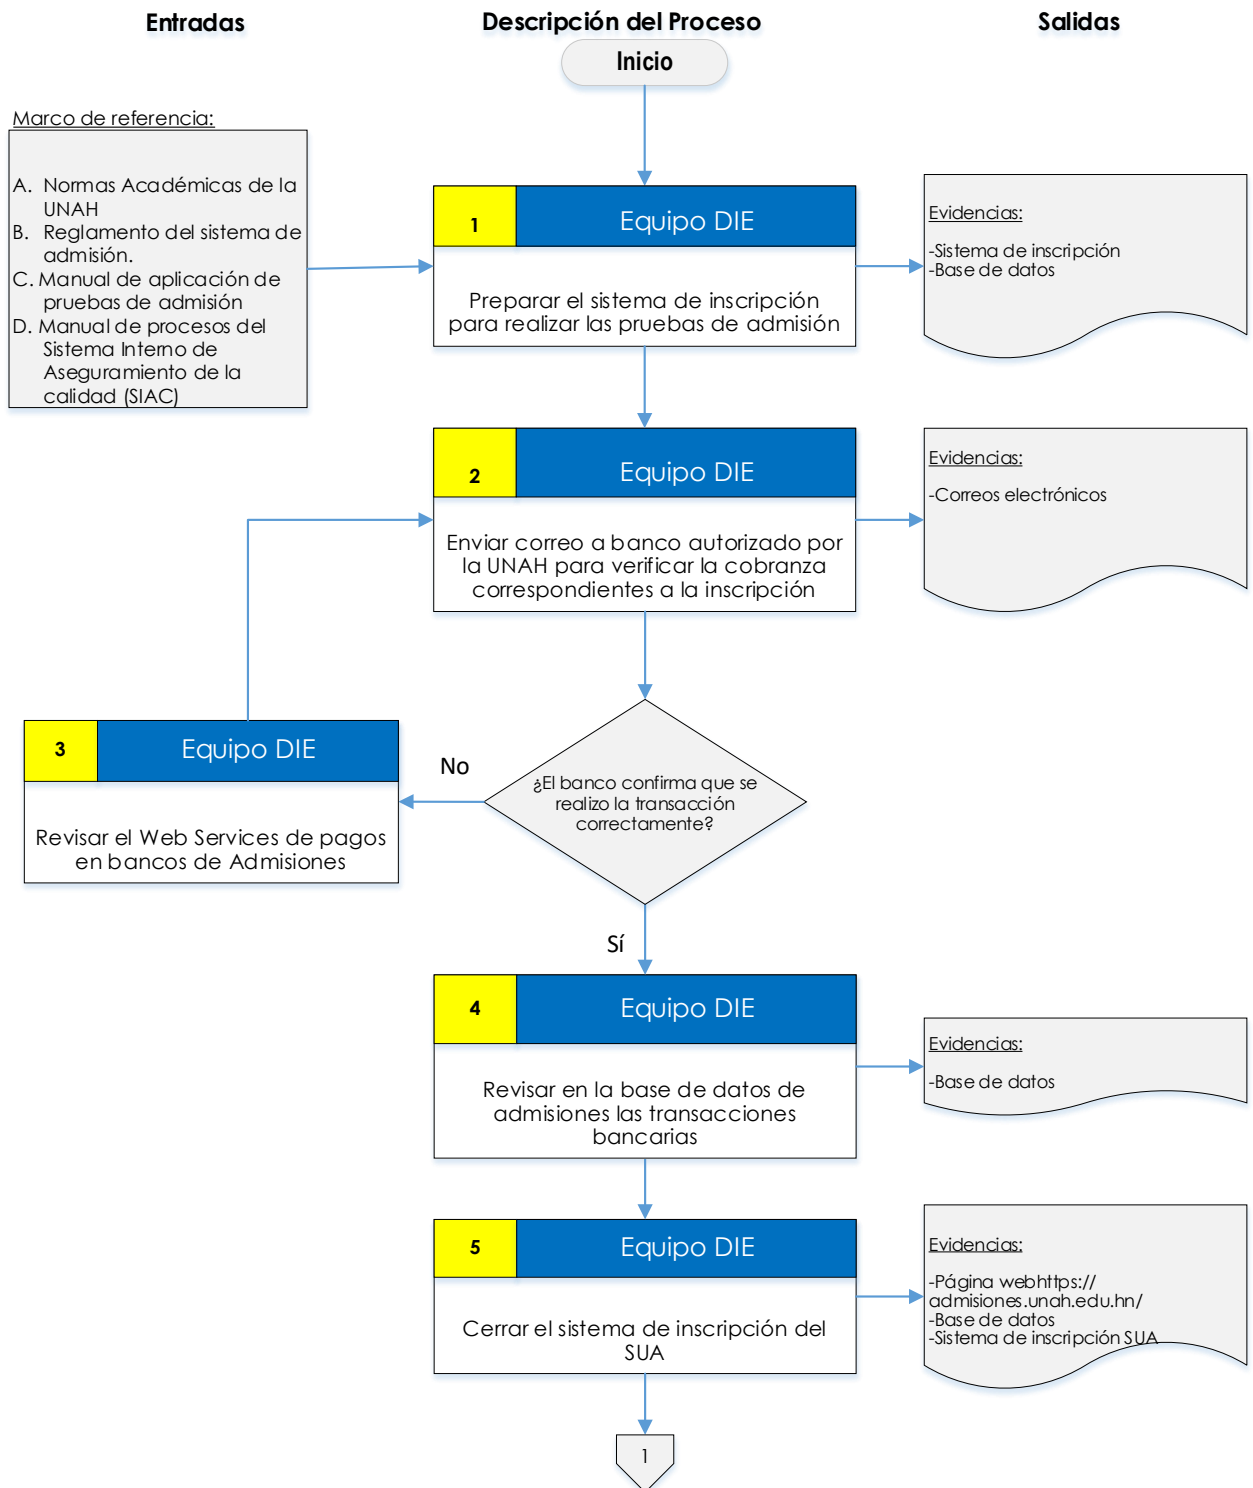 Entradas
Descripción del Proceso
Salidas
Inicio
Marco de referencia:
A. Normas Académicas de la
UNAH
B. Reglamento del sistema de
admisión.
C. Manual de aplicación de
pruebas de admisión
D. Manual de procesos del
Sistema Interno de
Aseguramiento de la
calidad (SIAC)
1
Equipo DIE
Preparar el sistema de inscripción
para realizar las pruebas de admisión
Evidencias:
-Sistema de inscripción
-Base de datos
2
Equipo DIE
Enviar correo a banco autorizado por
la UNAH para verificar la cobranza
correspondientes a la inscripción
Evidencias:
-Correos electrónicos
3
Equipo DIE
Revisar el Web Services de pagos
en bancos de Admisiones
No
¿El banco confirma que se
realizo la transacción
correctamente?
Sí
4
Equipo DIE
Revisar en la base de datos de
admisiones las transacciones
bancarias
Evidencias:
-Base de datos
5
Equipo DIE
Cerrar el sistema de inscripción del
SUA
Evidencias:
-Página webhttps://
admisiones.unah.edu.hn/
-Base de datos
-Sistema de inscripción SUA
1